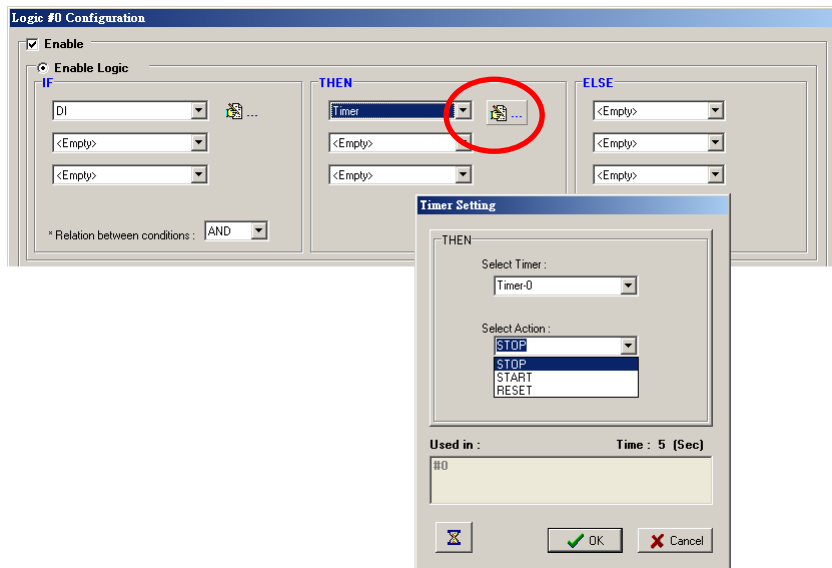 Logic #0 Configuration
Enable
Enable Logic
IF
THEN
ELSE
DI
...
Timer
...
<Empty>
<Empty>
<Empty>
<Empty>
<Empty>
<Empty>
<Empty>
* Relation between conditions :
AND
Timer Setting
THEN
Select Timer :
Timer-0
Select Action :
STOP
STOP
START
RESET
Used in :
Time : 5 (Sec)
#0
OK
Cancel